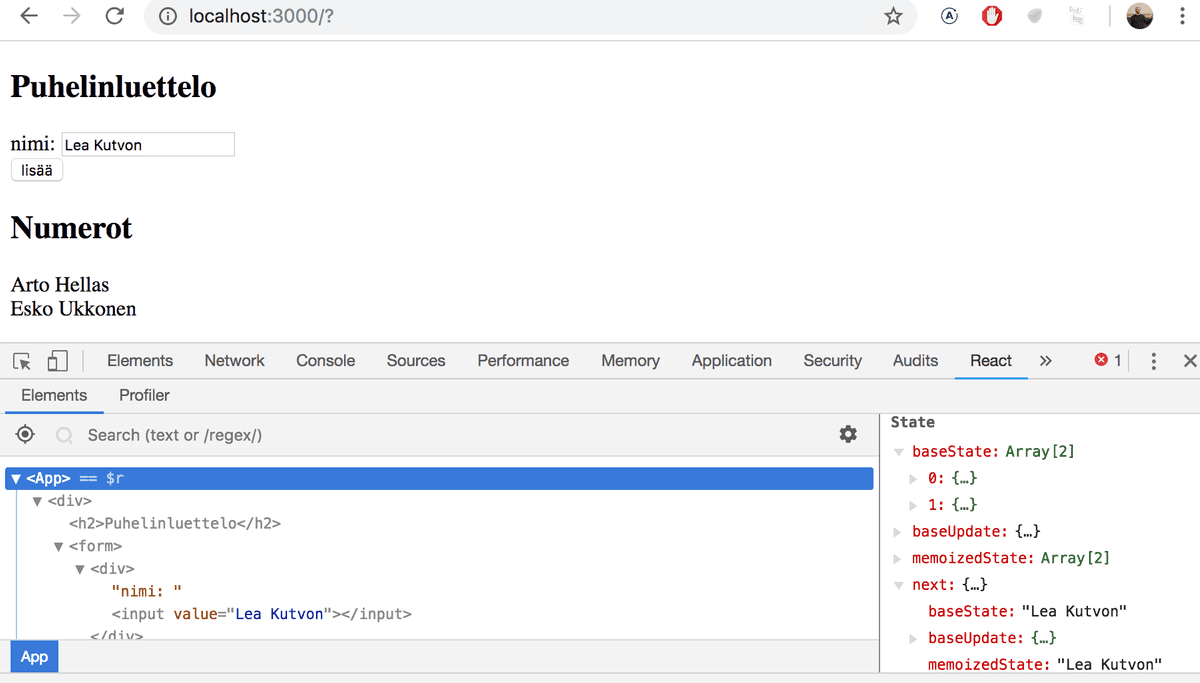 localhost:3000/?
Puhelinluettelo
nimi: Lea Kutvon
lisää
Numerot
Arto Hellas
Esko Ukkonen
Elements Network Console Sources Performance Memory Application Security Audits React » 1
Elements Profiler
Search (text or /regex/)
<App> == $r
<div>
<h2>Puhelinluettelo</h2>
<form>
<div>
"nimi: "
<input value="Lea Kutvon"></input>
</div>
App
State
baseState: Array[2]
0: {…}
1: {…}
baseUpdate: {…}
memoizedState: Array[2]
next: {…}
baseState: "Lea Kutvon"
baseUpdate: {…}
memoizedState: "Lea Kutvon"